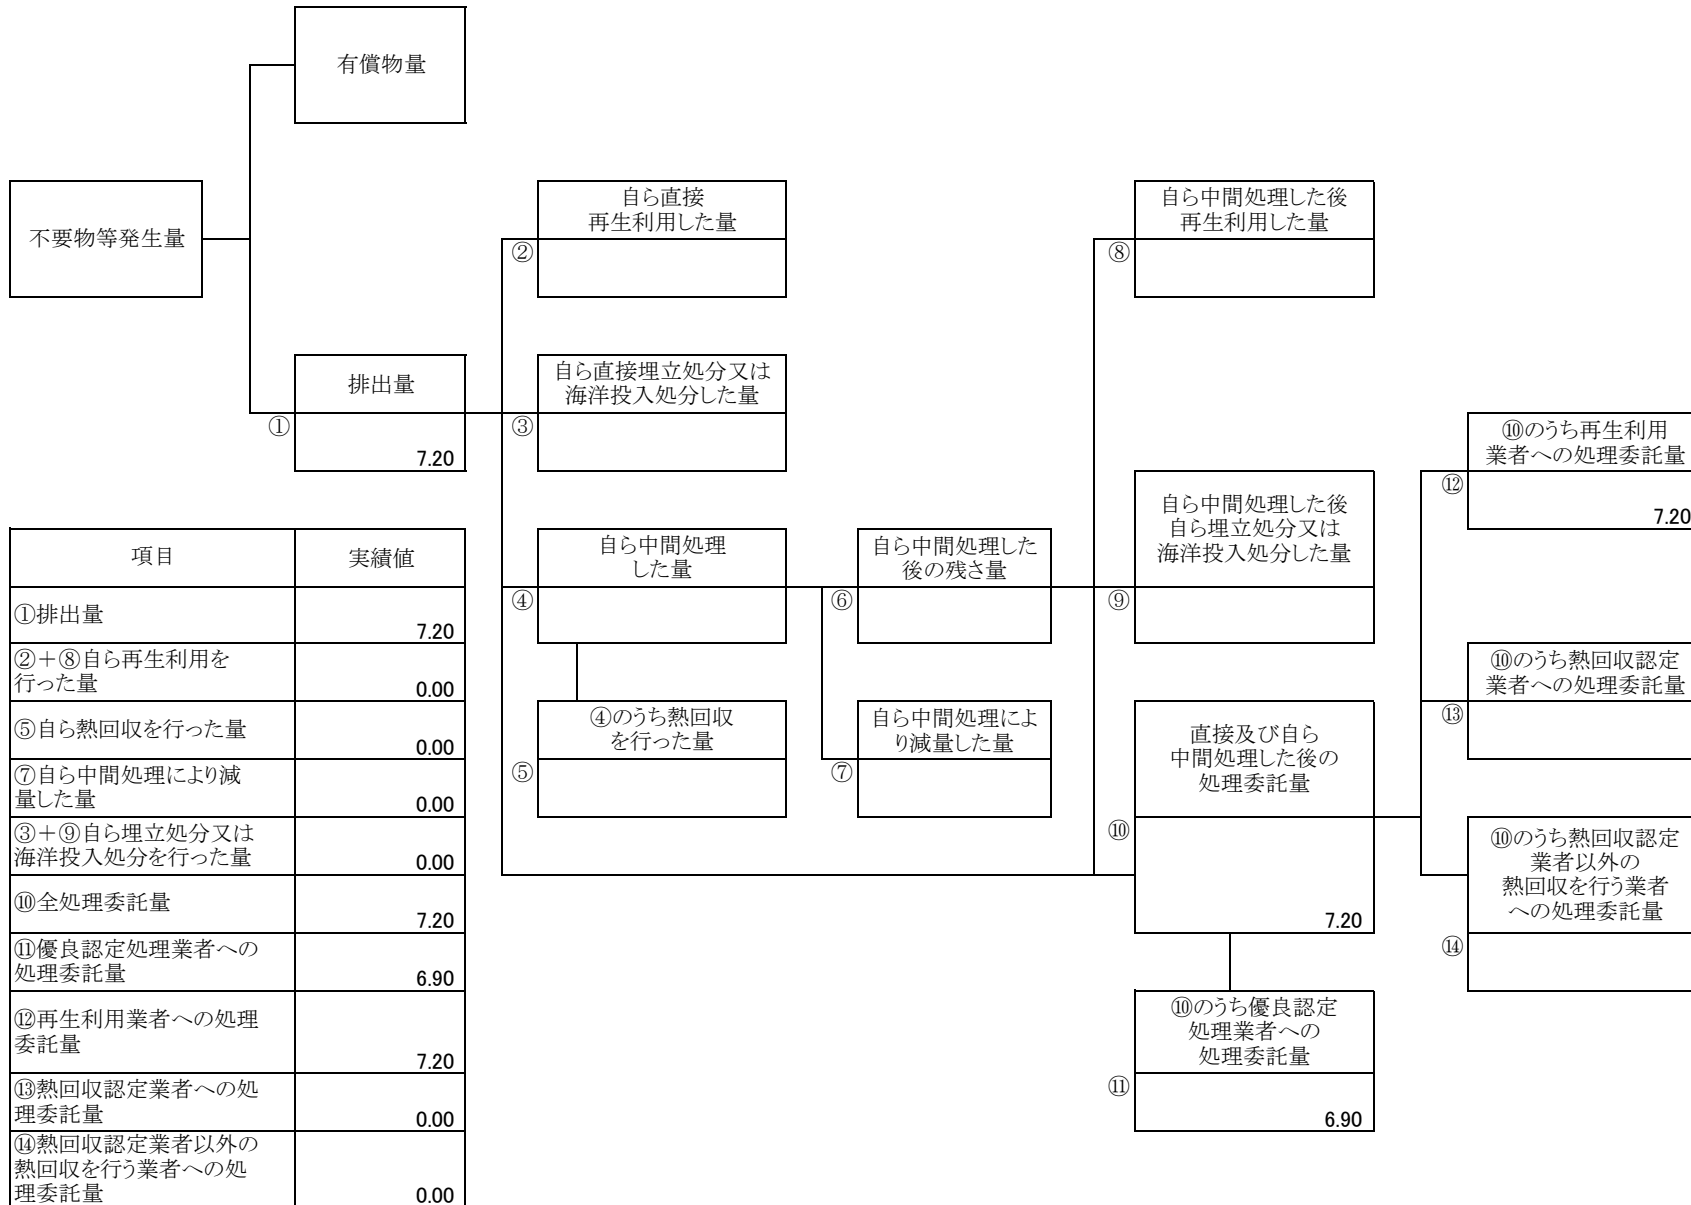 有償物量
不要物等発生量
自ら直接
再生利用した量
②
自ら中間処理した後
再生利用した量
⑧
排出量
①
7.20
自ら直接埋立処分又は
海洋投入処分した量
③
⑩のうち再生利用
業者への処理委託量
⑫
7.20
自ら中間処理した後
自ら埋立処分又は
海洋投入処分した量
⑨
自ら中間処理
した量
④
自ら中間処理した
後の残さ量
⑥
⑩のうち熱回収認定
業者への処理委託量
⑬
④のうち熱回収
を行った量
⑤
自ら中間処理によ
り減量した量
⑦
直接及び自ら
中間処理した後の
処理委託量
⑩
7.20
⑩のうち熱回収認定
業者以外の
熱回収を行う業者
への処理委託量
⑭
⑩のうち優良認定
処理業者への
処理委託量
⑪
6.90
項目 実績値
①排出量
7.20
②+⑧自ら再生利用を
行った量
0.00
⑤自ら熱回収を行った量
0.00
⑦自ら中間処理により減
量した量
0.00
③+⑨自ら埋立処分又は
海洋投入処分を行った量
0.00
⑩全処理委託量
7.20
⑪優良認定処理業者への
処理委託量
6.90
⑫再生利用業者への処理
委託量
7.20
⑬熱回収認定業者への処
理委託量
0.00
⑭熱回収認定業者以外の
熱回収を行う業者への処
理委託量
0.00